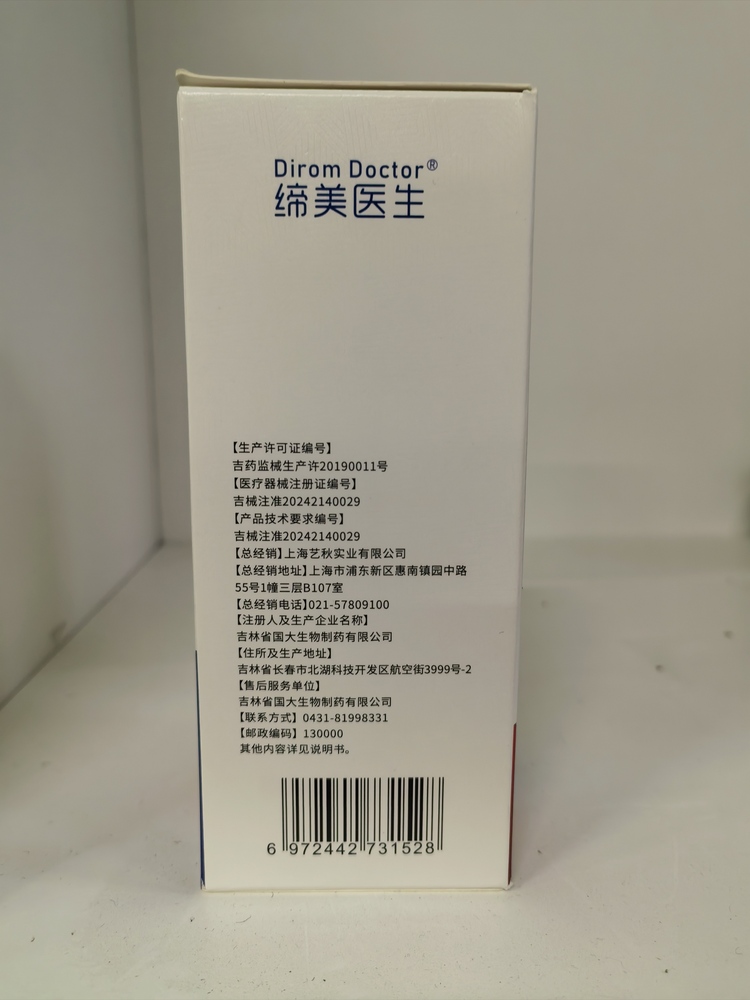 Dirom Doctor®
缔美医生
【生产许可证编号】
吉药监械生产许20190011号
【医疗器械注册证编号】
吉械注准20242140029
【产品技术要求编号】
吉械注准20242140029
【总经销】上海艺秋实业有限公司
【总经销地址】上海市浦东新区惠南镇园中路
55号1幢三层B107室
【总经销电话】021-57809100
【注册人及生产企业名称】
吉林省国大生物制药有限公司
【住所及生产地址】
吉林省长春市北湖科技开发区航空街3999号-2
【售后服务单位】
吉林省国大生物制药有限公司
【联系方式】0431-81998331
【邮政编码】130000
其他内容详见说明书。
6 972442 731528